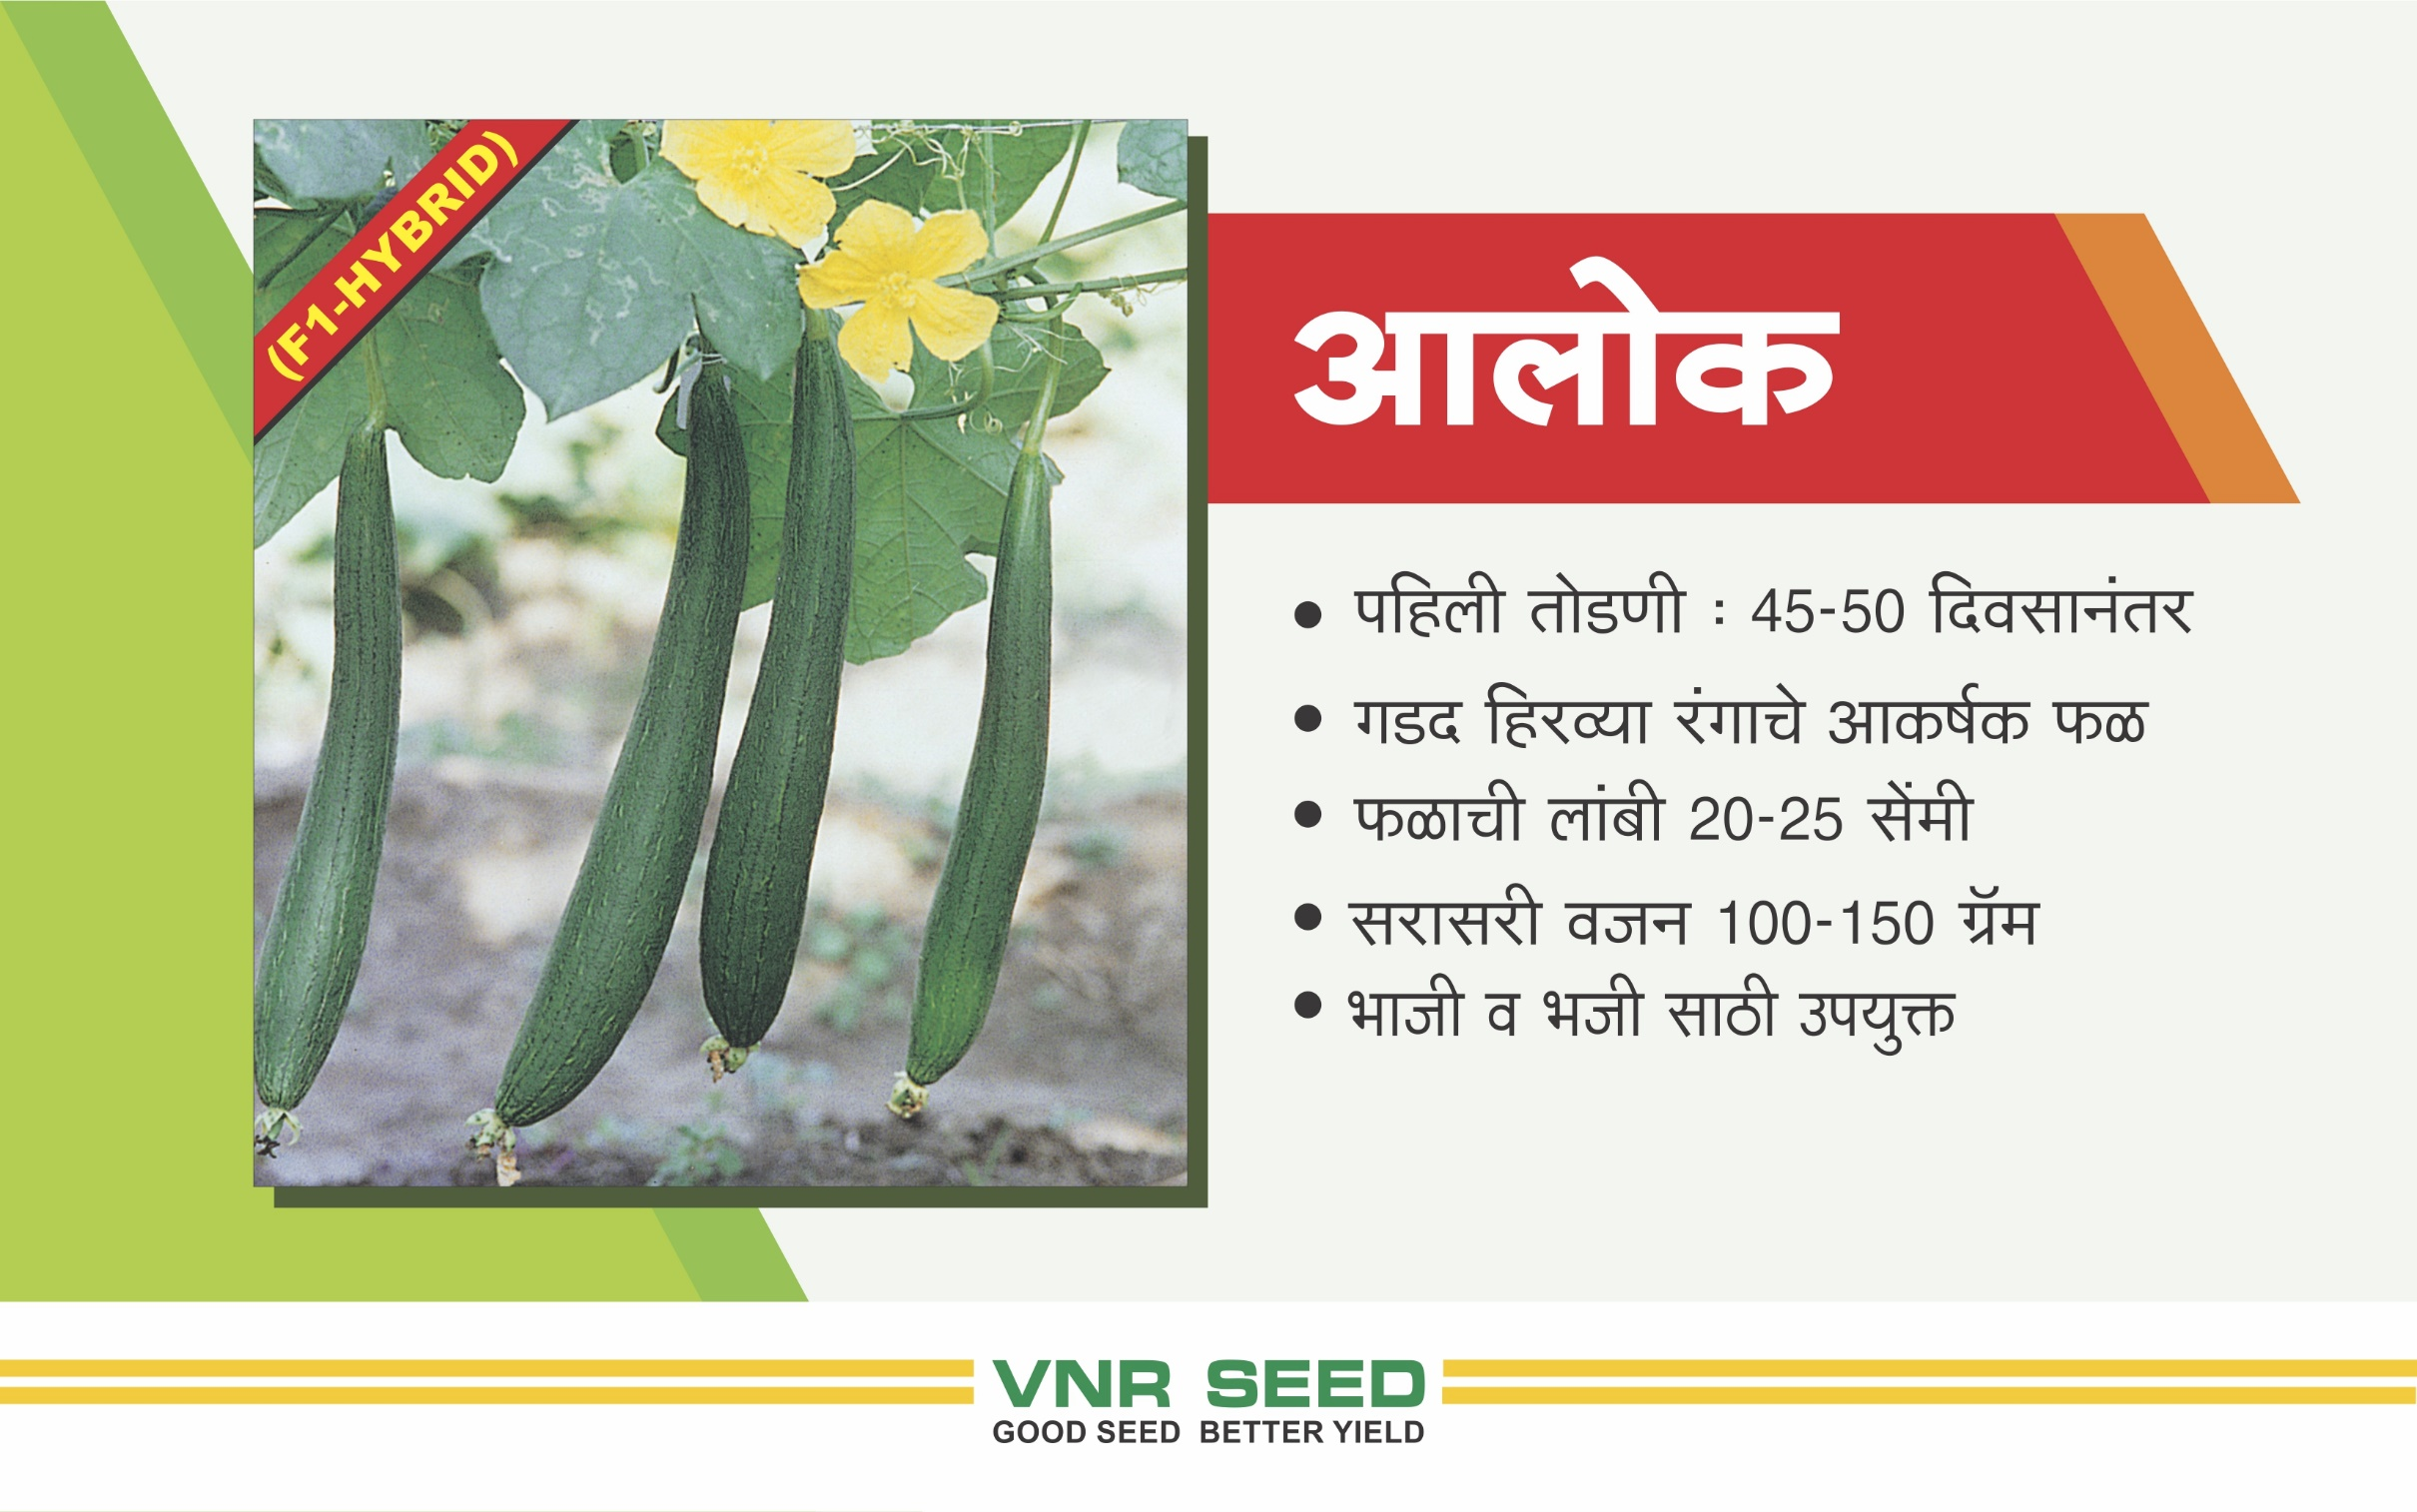 (F1-HYBRID)
आलोक
• पहिली तोडणी : 45-50 दिवसानंतर
• गडद हिरव्या रंगाचे आकर्षक फळ
• फळाची लांबी 20-25 सेंमी
• सरासरी वजन 100-150 ग्रॅम
• भाजी व भजी साठी उपयुक्त
VNR SEED
GOOD SEED BETTER YIELD